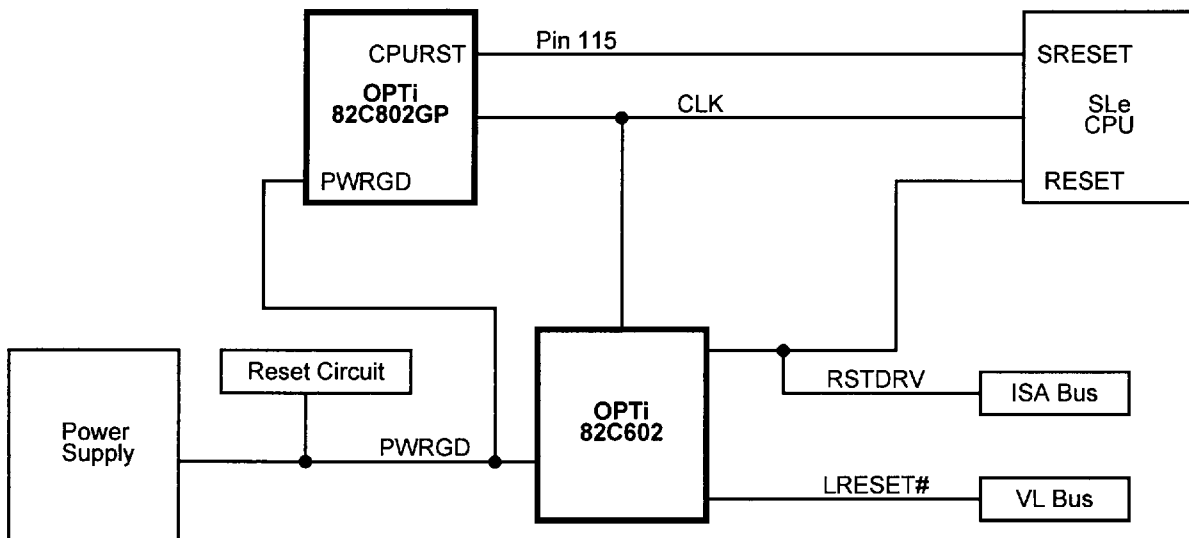 CPURST
Pin 115
SRESET
OPTi
82C802GP
CLK
SLe
CPU
PWRGD
RESET
Reset Circuit
RSTDRV
ISA Bus
OPTi
82C602
Power
Supply
PWRGD
LRESET#
VL Bus